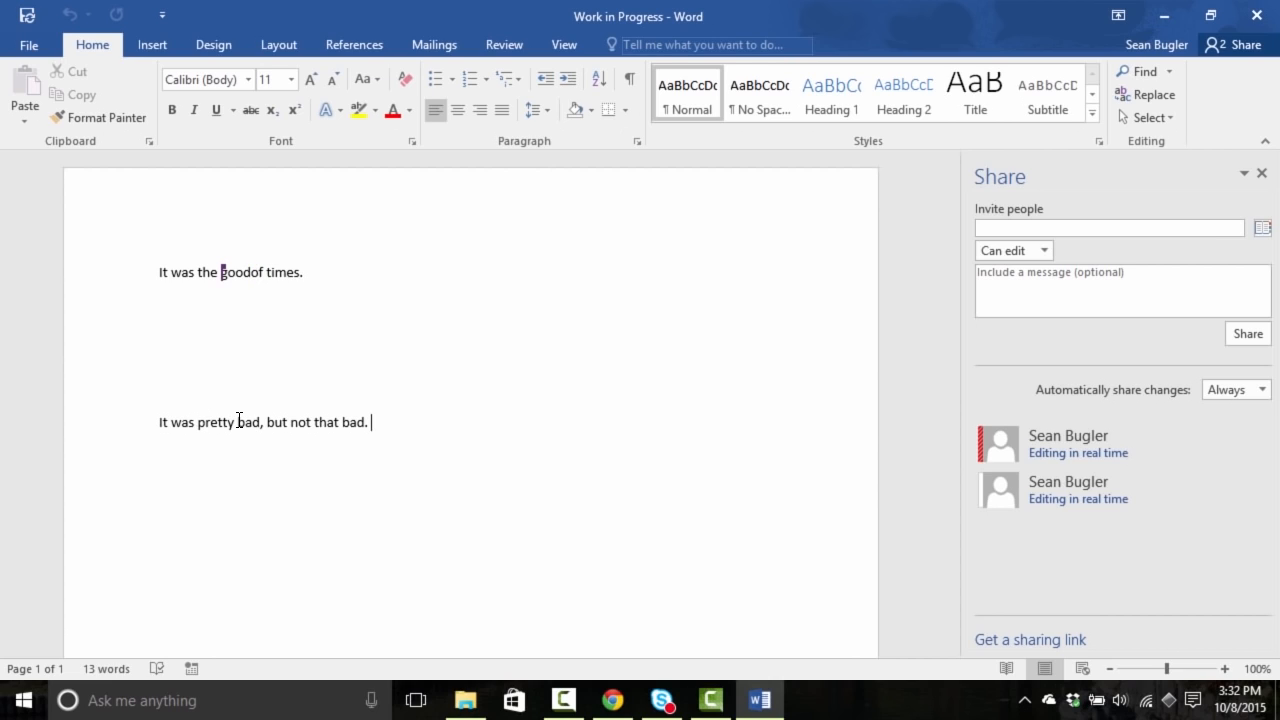 Work in Progress - Word
File Home Insert Design Layout References Mailings Review View Tell me what you want to do... Sean Bugler 2 Share
Paste
Cut
Copy
Format Painter
Clipboard
Calibri (Body) 11 Aa
B I U abc x₂ x² A A
Font
Paragraph
AaBbCcDc AaBbCcDc AaBbCc AaBbCcC AaB AaBbCcD
¶ Normal ¶ No Spac... Heading 1 Heading 2 Title Subtitle
Styles
Find
Replace
Select
Editing
It was the goodof times.
It was pretty bad, but not that bad.
Share
Invite people
Can edit
Include a message (optional)
Share
Automatically share changes: Always
Sean Bugler
Editing in real time
Sean Bugler
Editing in real time
Get a sharing link
Page 1 of 1 13 words 100%
Ask me anything
3:32 PM
10/8/2015